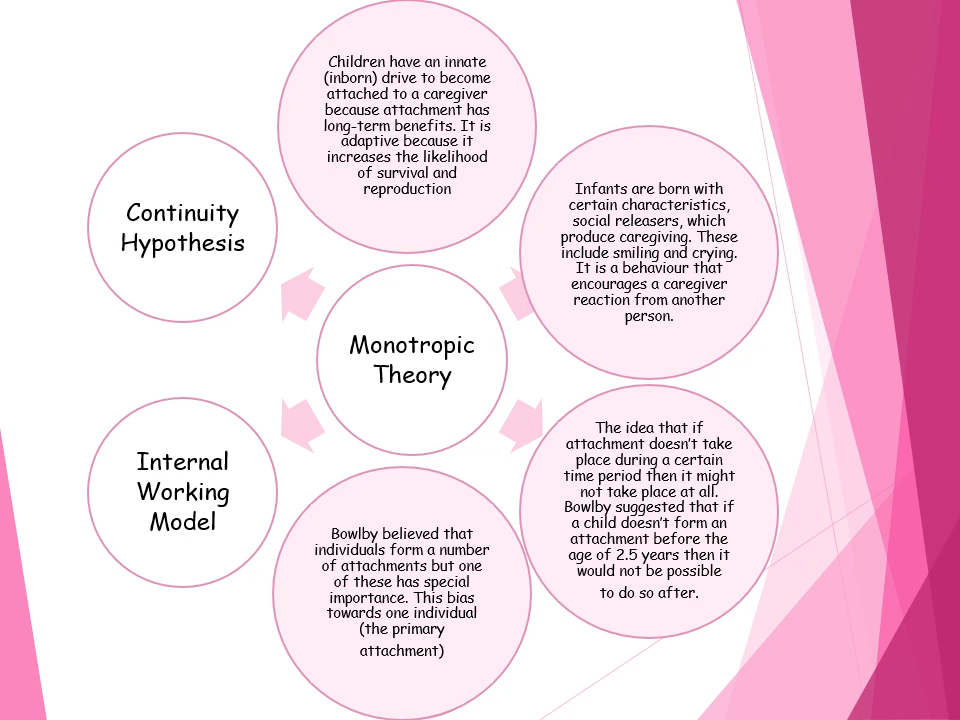 Children have an innate
(inborn) drive to become
attached to a caregiver
because attachment has
long-term benefits. It is
adaptive because it
increases the likelihood
of survival and
reproduction
Continuity
Hypothesis
Infants are born with
certain characteristics,
social releasers, which
produce caregiving. These
include smiling and crying.
It is a behaviour that
encourages a caregiver
reaction from another
person.
Monotropic
Theory
Internal
Working
Model
The idea that if
attachment doesn't take
place during a certain
time period then it might
not take place at all.
Bowlby suggested that if
a child doesn't form an
attachment before the
age of 2.5 years then it
would not be possible
to do so after.
Bowlby believed that
individuals form a number
of attachments but one
of these has special
importance. This bias
towards one individual
(the primary
attachment)